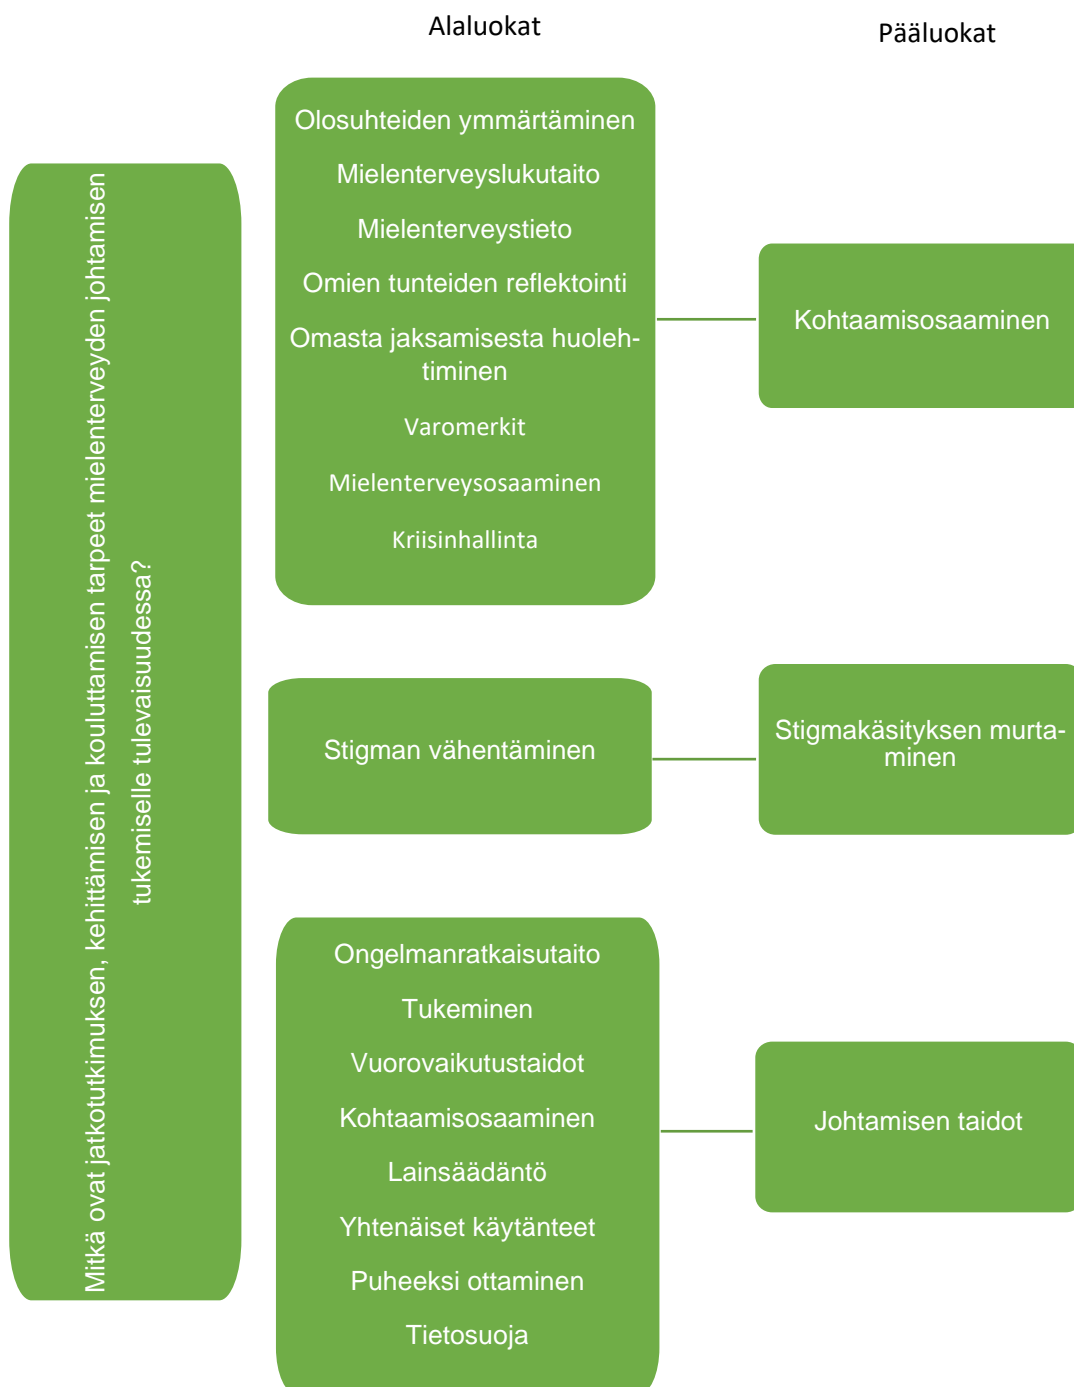 Alaluokat
Pääluokat
Mitkä ovat jatkotutkimuksen, kehittämisen ja kouluttamisen tarpeet mielenterveyden johtamisen
tukemiselle tulevaisuudessa?
Olosuhteiden ymmärtäminen
Mielenterveyslukutaito
Mielenterveystieto
Omien tunteiden reflektointi
Omasta jaksamisesta huoleh-
timinen
Varomerkit
Mielenterveysosaaminen
Kriisinhallinta
Kohtaamisosaaminen
Stigman vähentäminen
Stigmakäsityksen murta-
minen
Ongelmanratkaisutaito
Tukeminen
Vuorovaikutustaidot
Kohtaamisosaaminen
Lainsäädäntö
Yhtenäiset käytänteet
Puheeksi ottaminen
Tietosuoja
Johtamisen taidot